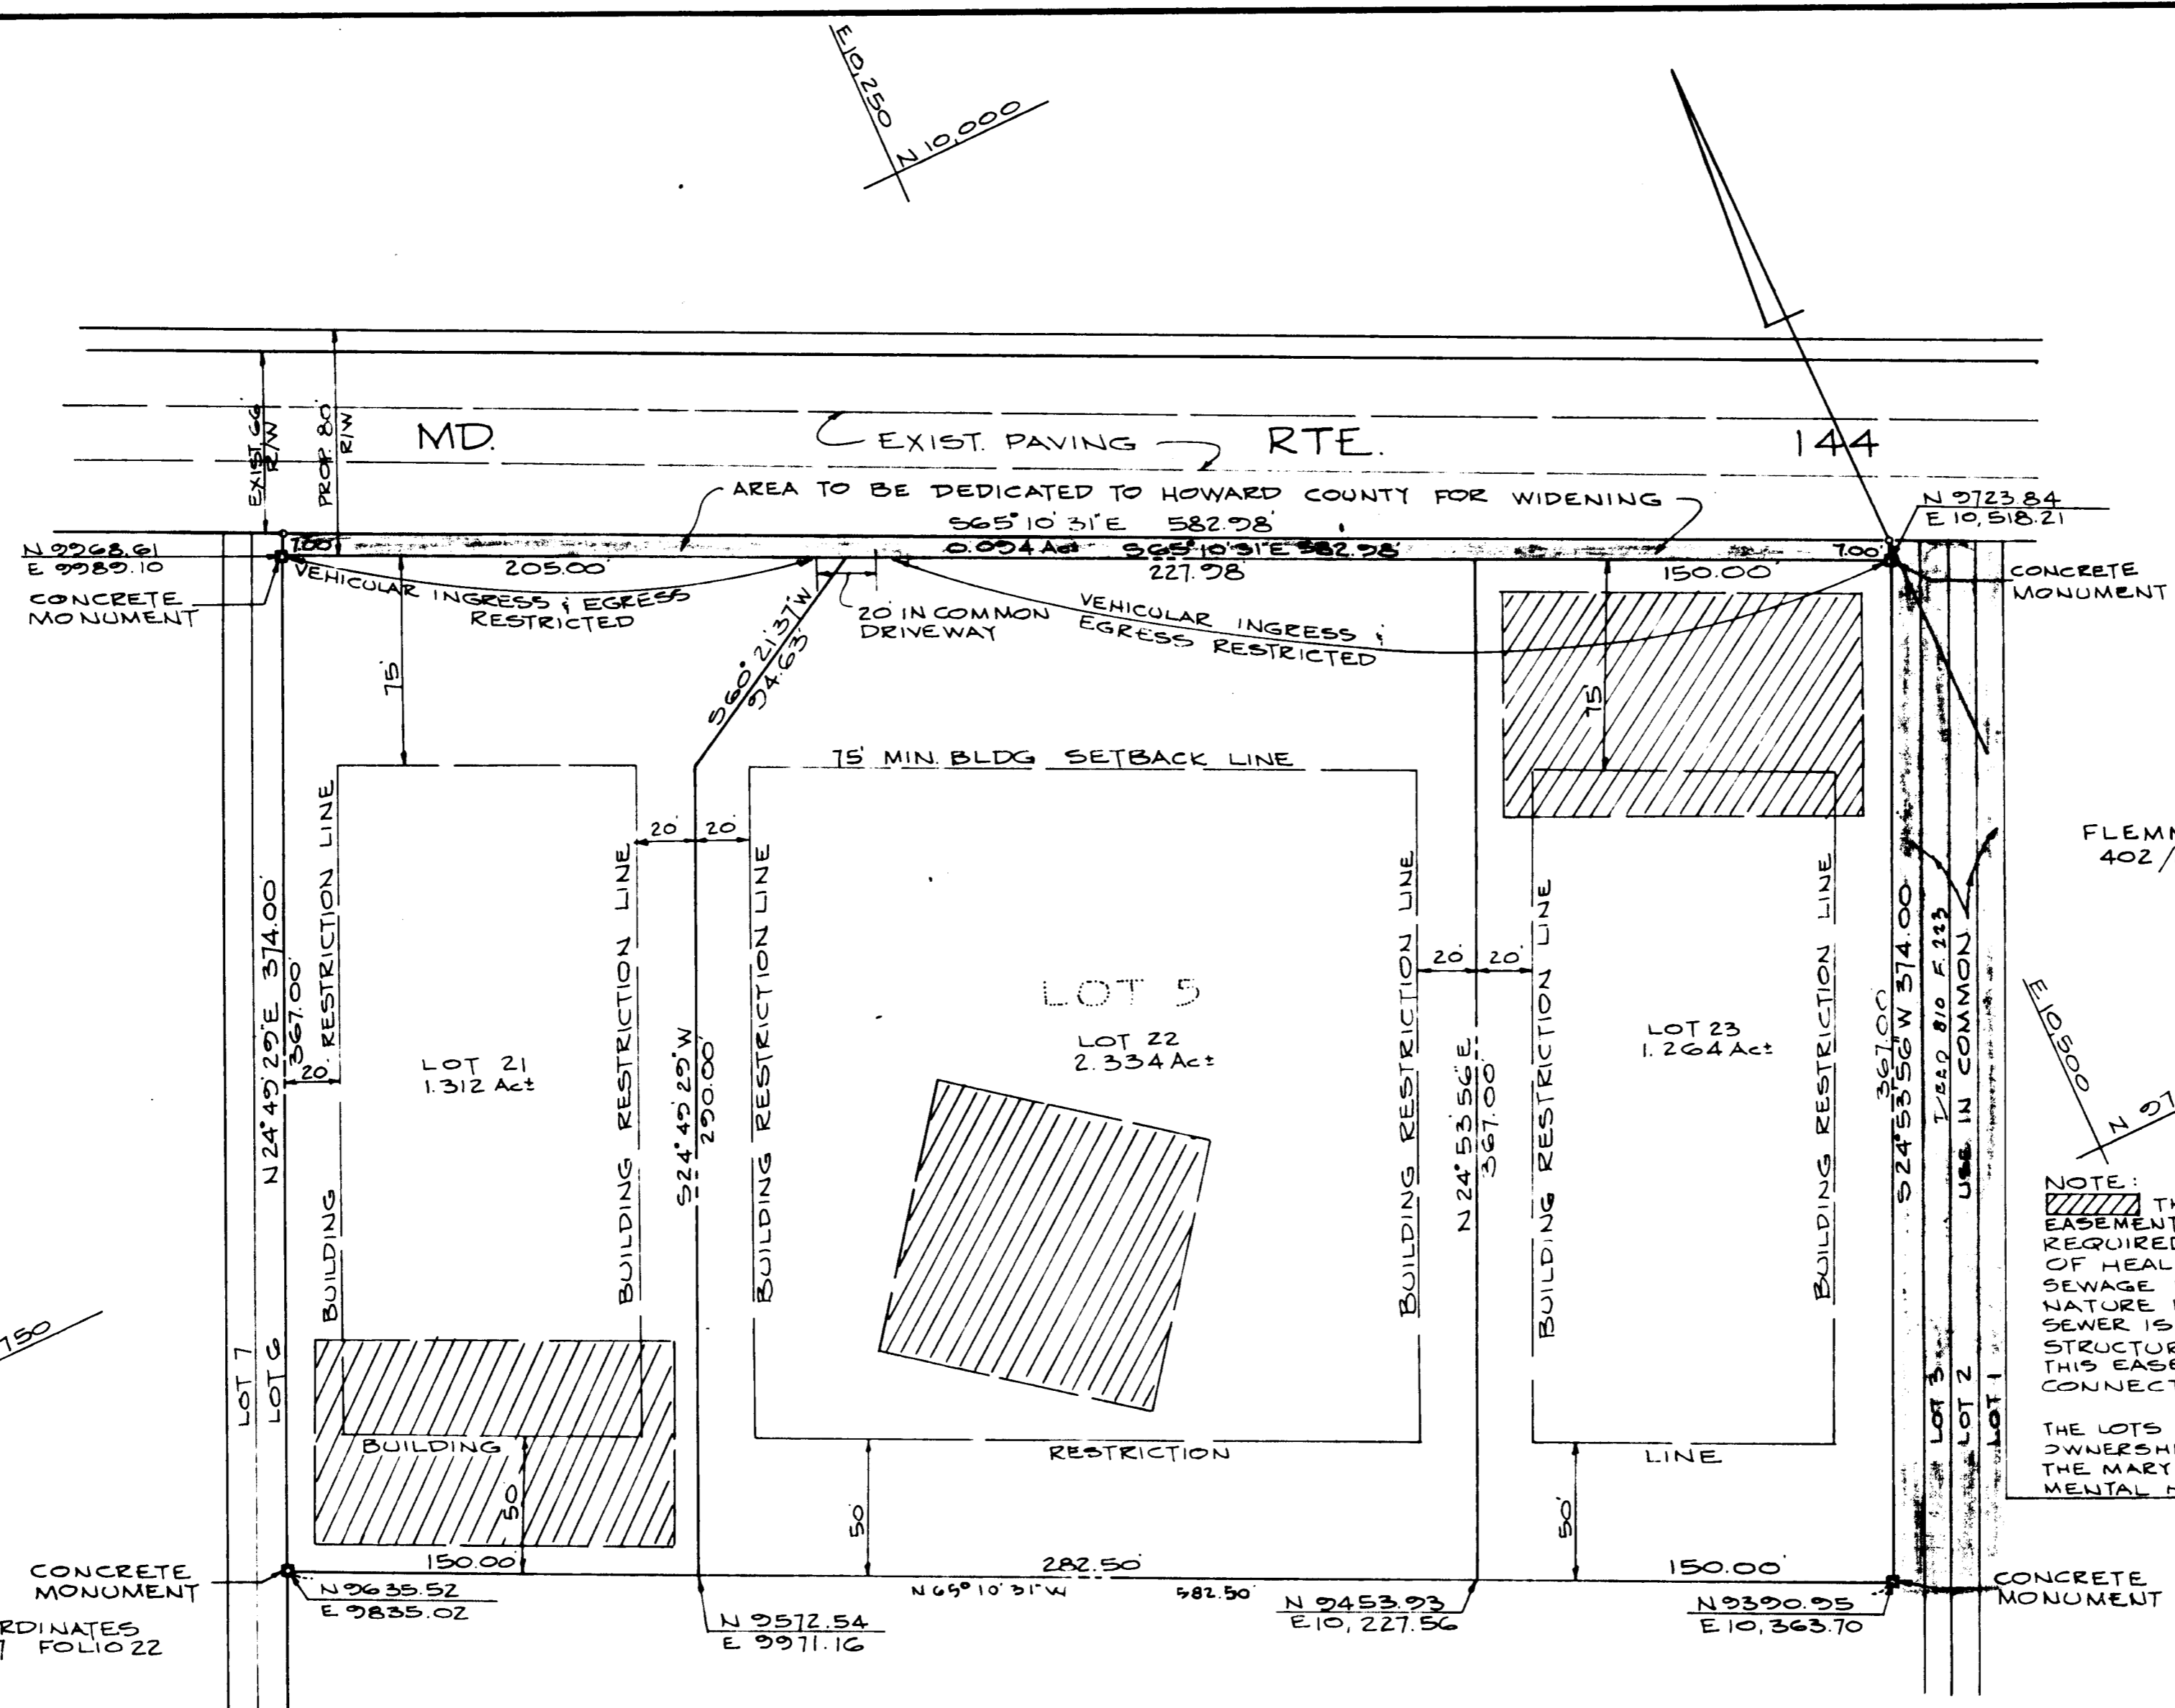 E 10,250
N 10,000
EXIST. 66'
R/W
PROP. 80'
R/W
MD. RTE. 144
EXIST. PAVING
AREA TO BE DEDICATED TO HOWARD COUNTY FOR WIDENING
S65°10'31"E 582.98'
0.094 Ac± S65°10'31"E 582.98'
N 9723.84
E 10,518.21
N 9968.61
E 9989.10
7.00'
7.00'
CONCRETE
MONUMENT
CONCRETE
MONUMENT
205.00'
227.98'
150.00'
VEHICULAR INGRESS & EGRESS
RESTRICTED
20' IN COMMON
DRIVEWAY
VEHICULAR INGRESS &
EGRESS RESTRICTED
S60°21'37"W
94.63'
75'
75'
75' MIN. BLDG SETBACK LINE
20' 20'
20' 20'
20'
BUILDING RESTRICTION LINE
BUILDING RESTRICTION LINE
BUILDING RESTRICTION LINE
BUILDING RESTRICTION LINE
BUILDING RESTRICTION LINE
BUILDING RESTRICTION LINE
N24°49'29"E 374.00'
367.00'
S24°49'29"W
290.00'
N24°53'56"E
367.00'
367.00'
S24°53'56"W 374.00
810 F. 223
USE IN COMMON
LOT 5
LOT 21
1.312 Ac±
LOT 22
2.334 Ac±
LOT 23
1.264 Ac±
402/
E 10,500
N 97
NOTE:
EASEMENT
REQUIRED
OF HEAL
SEWAGE
NATURE
SEWER IS
STRUCTUR
THIS EASE
CONNECT
THE LOTS
OWNERSHI
THE MARY
MENTAL H
750
LOT 7
LOT 6
LOT 3
LOT 2
LOT 1
BUILDING RESTRICTION LINE
50'
50'
50'
150.00'
282.50'
150.00'
N65°10'31"W 582.50'
CONCRETE
MONUMENT
N 9635.52
E 9835.02
N 9572.54
E 9971.16
N 9453.93
E 10,227.56
N 9390.95
E 10,363.70
CONCRETE
MONUMENT
RDINATES
FOLIO 22